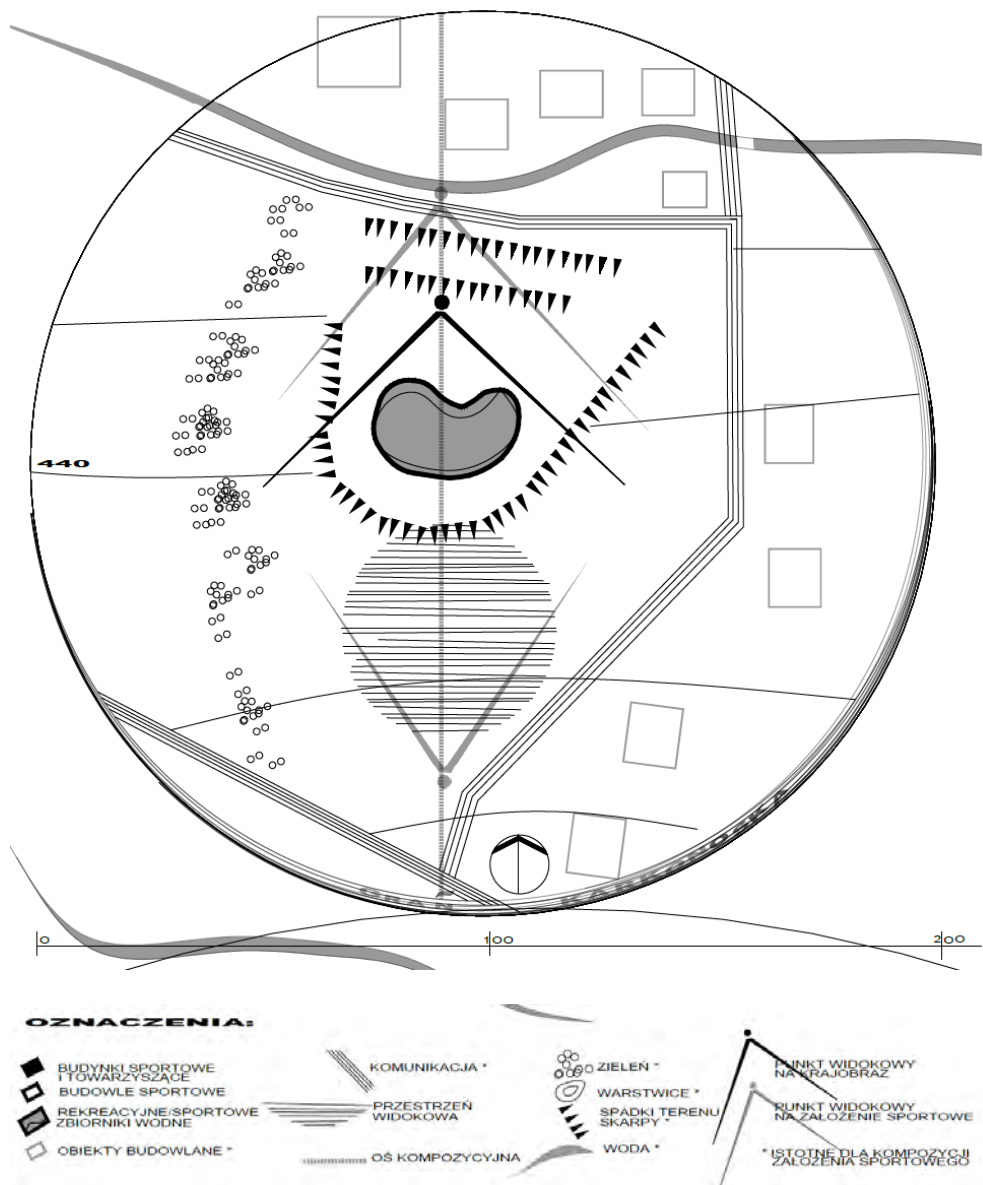 440
ŚCIANA KARKONOSKA
0 100 200
OZNACZENIA:
BUDYNKI SPORTOWE
I TOWARZYSZĄCE
BUDOWLE SPORTOWE
REKREACYJNE/SPORTOWE
ZBIORNIKI WODNE
OBIEKTY BUDOWLANE *
KOMUNIKACJA *
PRZESTRZEŃ
WIDOKOWA
OŚ KOMPOZYCYJNA
ZIELEŃ *
WARSTWICE *
SPADKI TERENU
SKARPY *
WODA *
PUNKT WIDOKOWY
NA KRAJOBRAZ
PUNKT WIDOKOWY
NA ZAŁOŻENIE SPORTOWE
* ISTOTNE DLA KOMPOZYCJI
ZAŁOŻENIA SPORTOWEGO